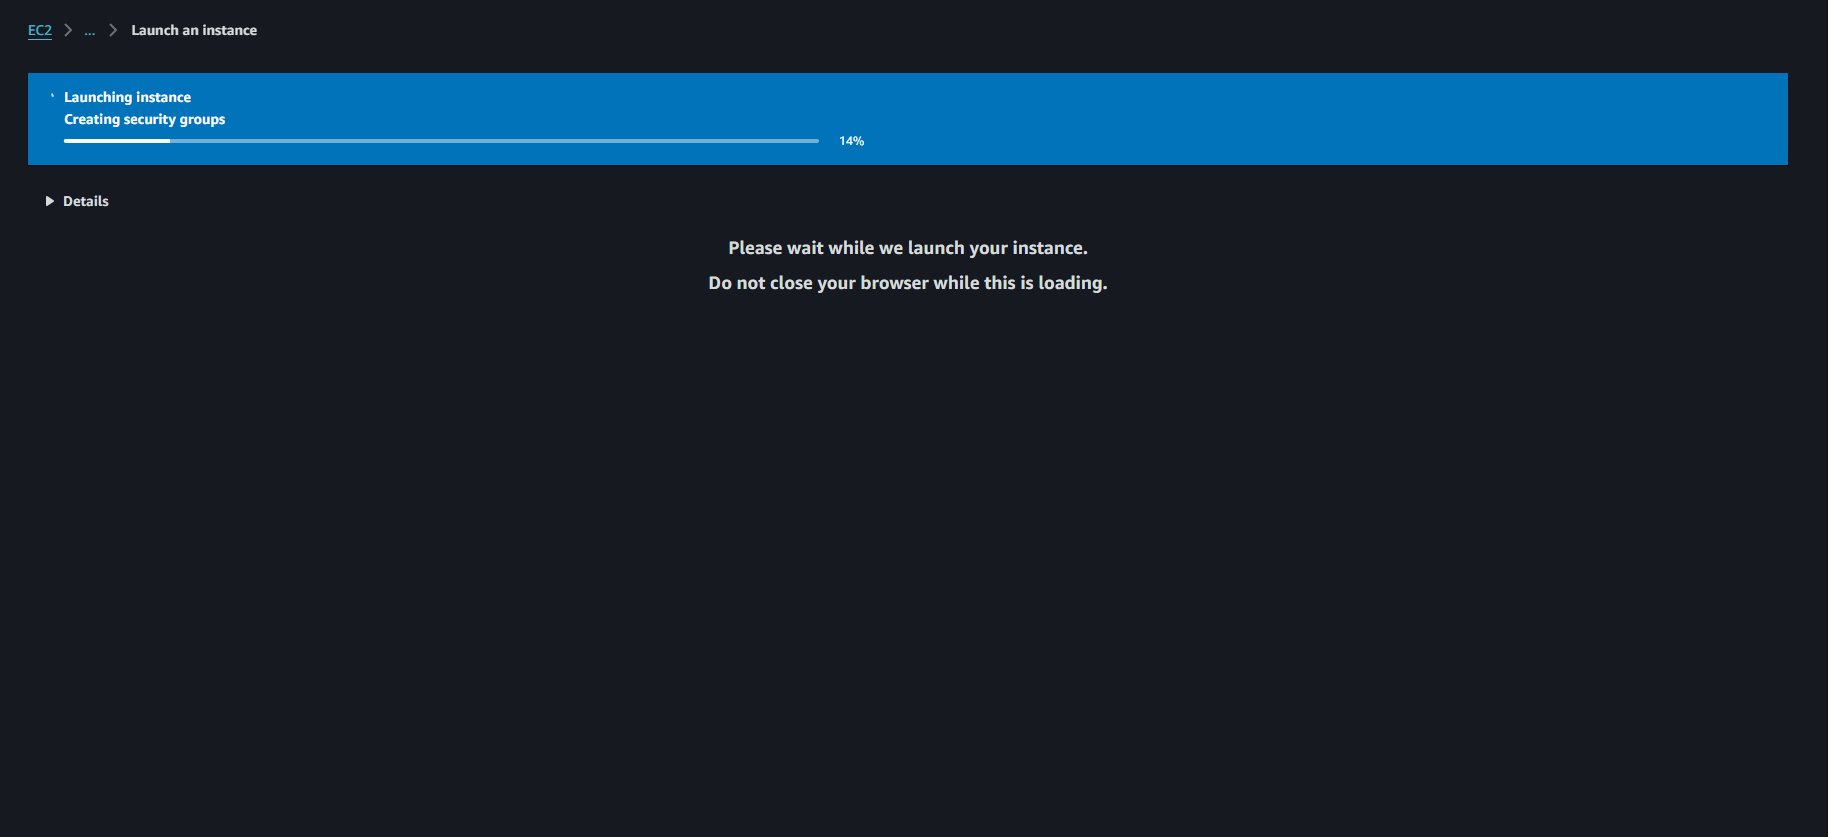 EC2 > ... > Launch an instance
Launching instance
Creating security groups
14%
Details
Please wait while we launch your instance.
Do not close your browser while this is loading.